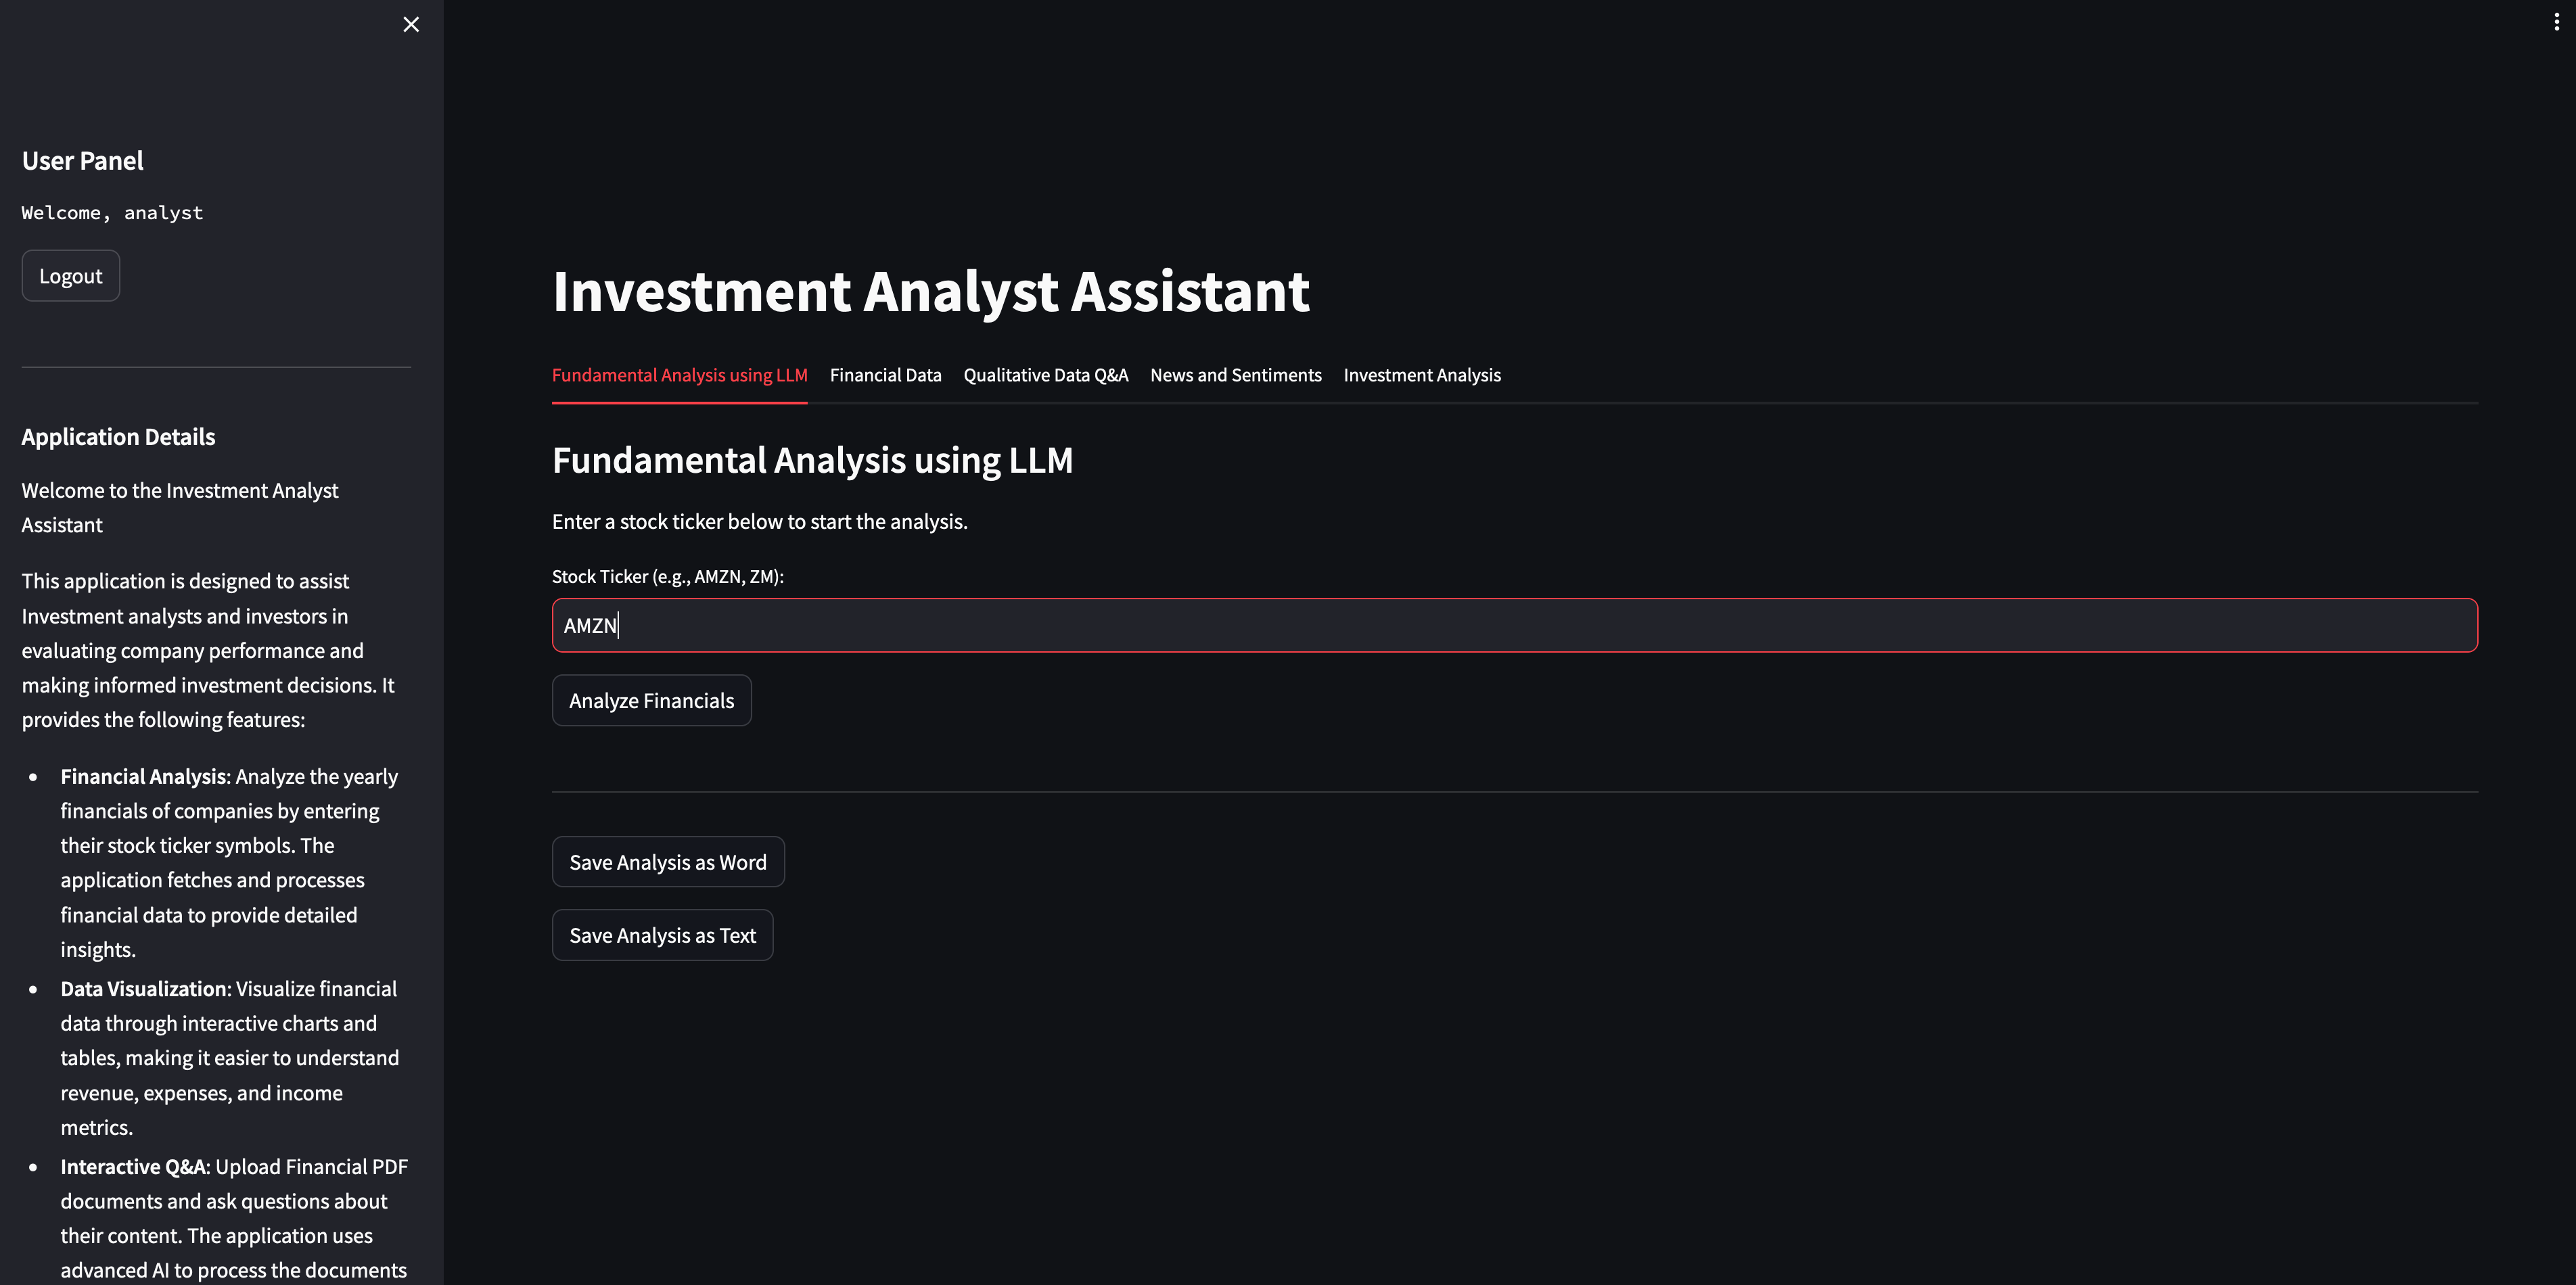 User Panel
Welcome, analyst
Logout
Application Details
Welcome to the Investment Analyst
Assistant
This application is designed to assist
Investment analysts and investors in
evaluating company performance and
making informed investment decisions. It
provides the following features:
Financial Analysis: Analyze the yearly
financials of companies by entering
their stock ticker symbols. The
application fetches and processes
financial data to provide detailed
insights.
Data Visualization: Visualize financial
data through interactive charts and
tables, making it easier to understand
revenue, expenses, and income
metrics.
Interactive Q&A: Upload Financial PDF
documents and ask questions about
their content. The application uses
advanced AI to process the documents
Investment Analyst Assistant
Fundamental Analysis using LLM Financial Data Qualitative Data Q&A News and Sentiments Investment Analysis
Fundamental Analysis using LLM
Enter a stock ticker below to start the analysis.
Stock Ticker (e.g., AMZN, ZM):
AMZN
Analyze Financials
Save Analysis as Word
Save Analysis as Text